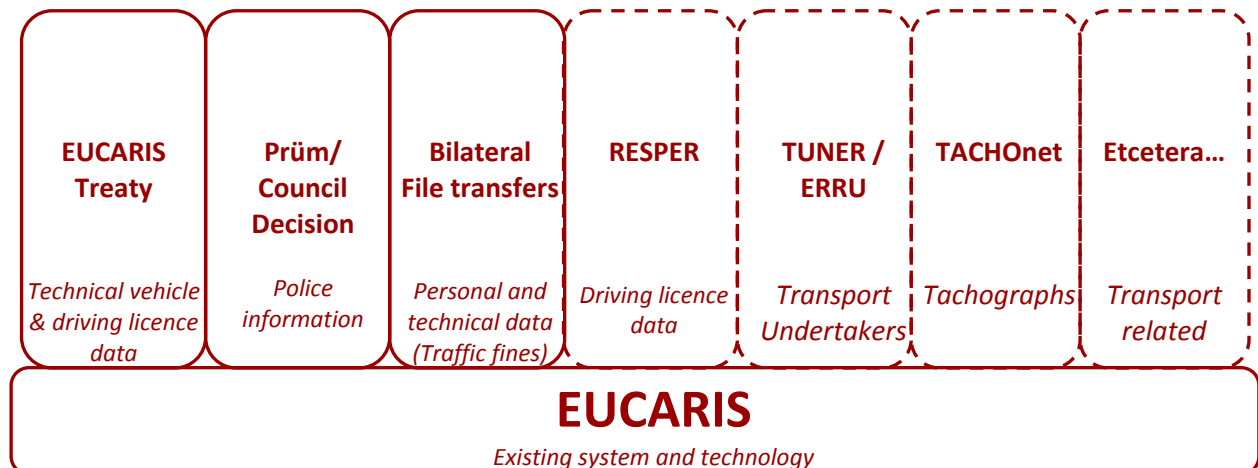 EUCARIS
Treaty
Technical vehicle
& driving licence
data
Prüm/
Council
Decision
Police
information
Bilateral
File transfers
Personal and
technical data
(Traffic fines)
RESPER
Driving licence
data
TUNER /
ERRU
Transport
Undertakers
TACHOnet
Tachographs
Etcetera…
Transport
related
EUCARIS
Existing system and technology